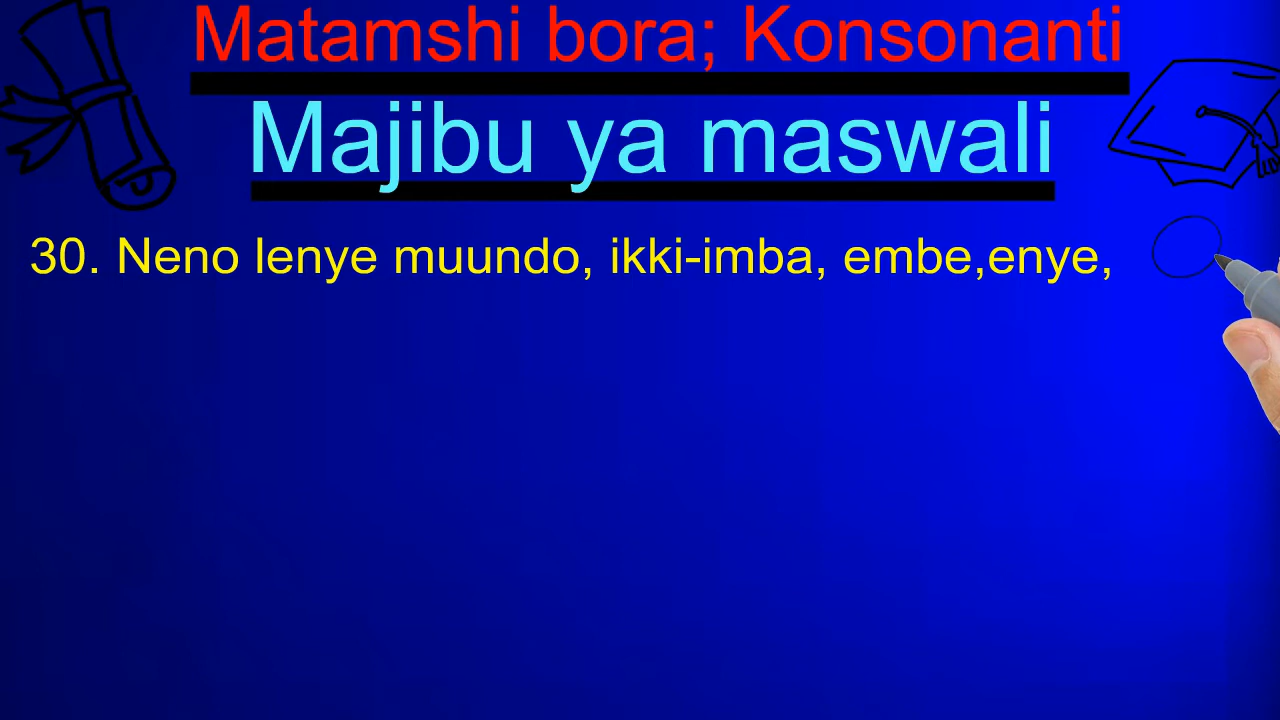 Matamshi bora; Konsonanti
Majibu ya maswali
30. Neno lenye muundo, ikki-imba, embe,enye,